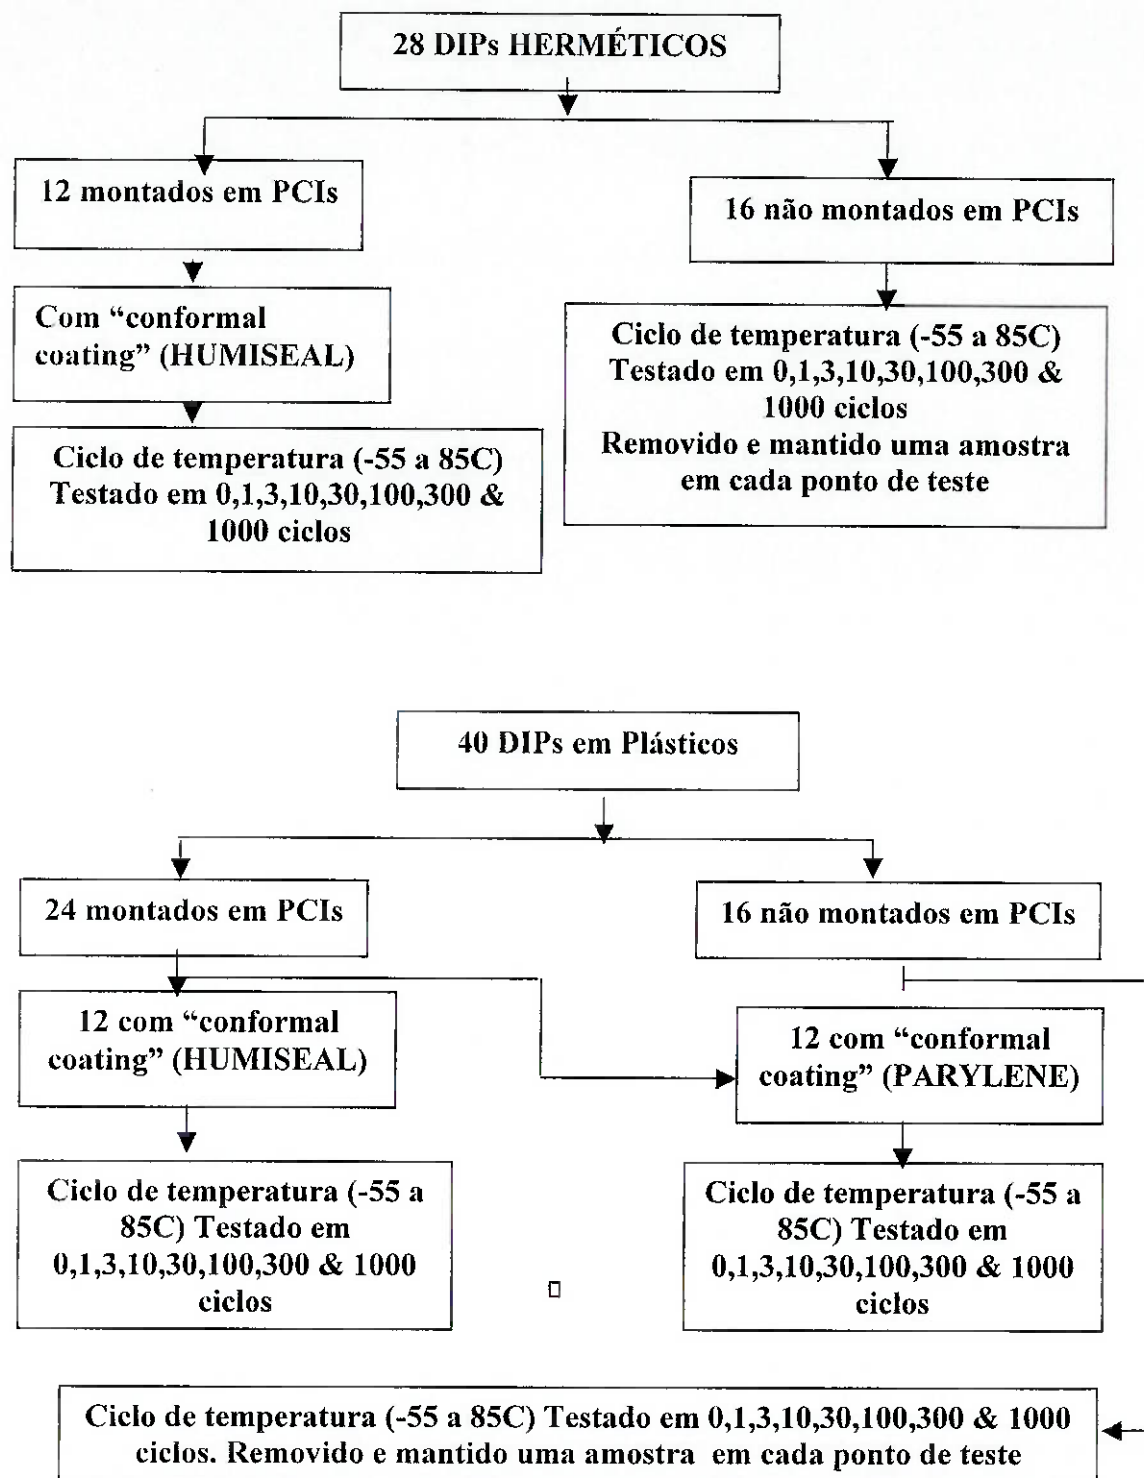 28 DIPs HERMÉTICOS
12 montados em PCIs
16 não montados em PCIs
Com “conformal
coating” (HUMISEAL)
Ciclo de temperatura (-55 a 85C)
Testado em 0,1,3,10,30,100,300 &
1000 ciclos
Ciclo de temperatura (-55 a 85C)
Testado em 0,1,3,10,30,100,300 &
1000 ciclos
Removido e mantido uma amostra
em cada ponto de teste
40 DIPs em Plásticos
24 montados em PCIs
16 não montados em PCIs
12 com “conformal
coating” (HUMISEAL)
12 com “conformal
coating” (PARYLENE)
Ciclo de temperatura (-55 a
85C) Testado em
0,1,3,10,30,100,300 & 1000
ciclos
Ciclo de temperatura (-55 a
85C) Testado em
0,1,3,10,30,100,300 & 1000
ciclos
Ciclo de temperatura (-55 a 85C) Testado em 0,1,3,10,30,100,300 & 1000
ciclos. Removido e mantido uma amostra em cada ponto de teste